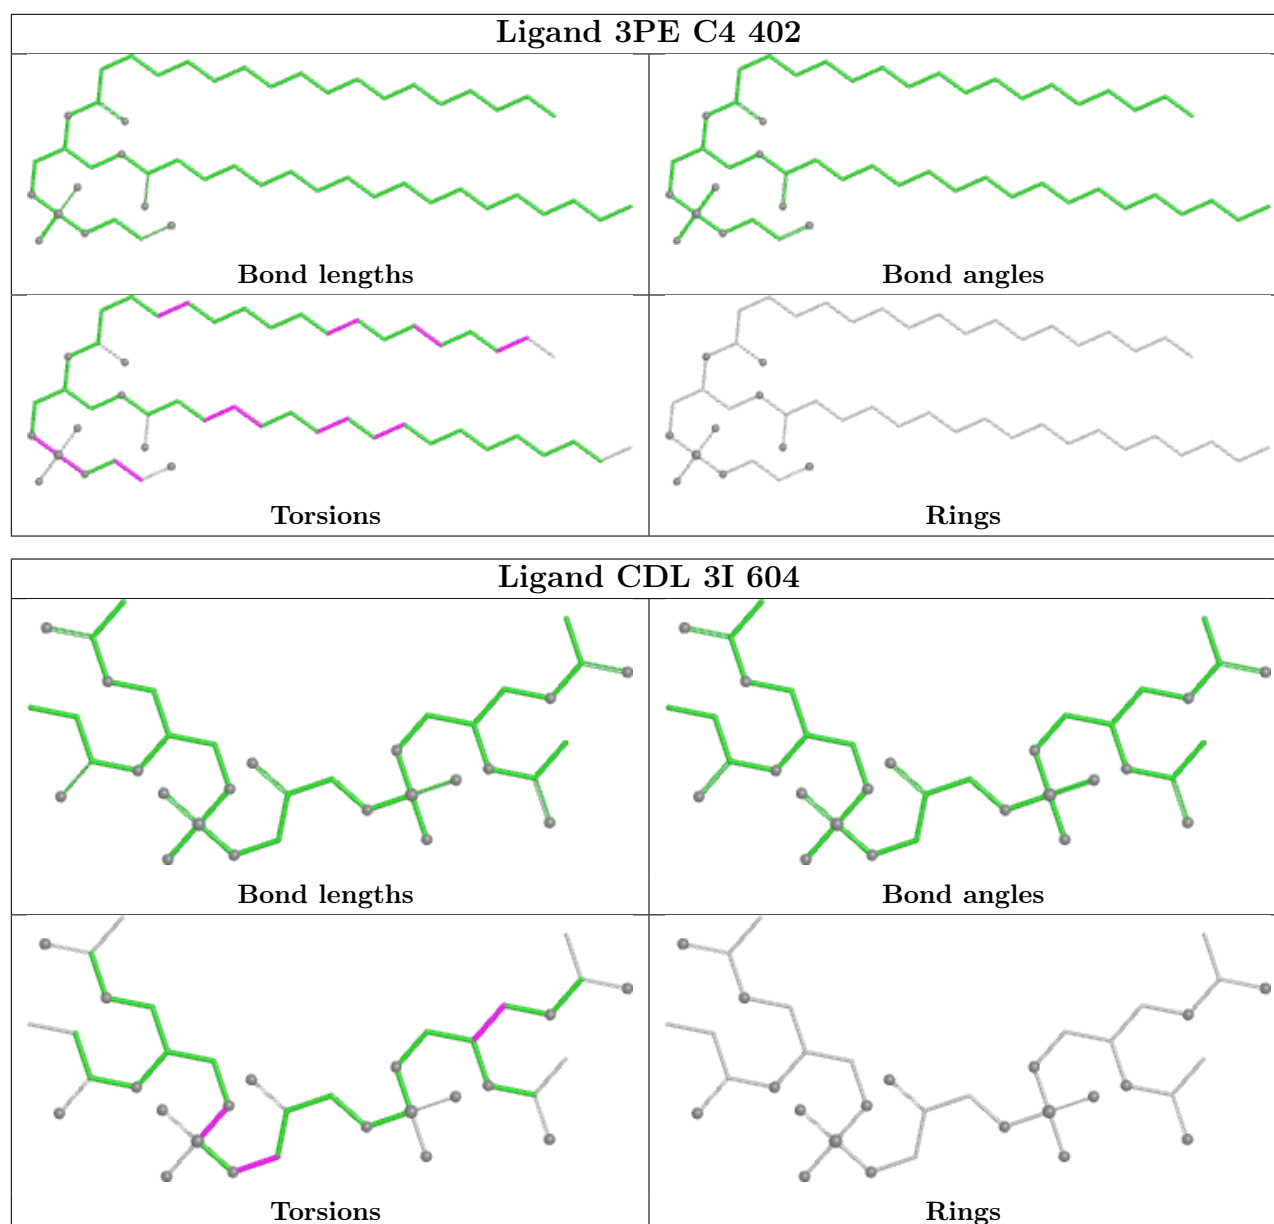 Ligand 3PE C4 402
Bond lengths
Bond angles
Torsions
Rings
Ligand CDL 3I 604
Bond lengths
Bond angles
Torsions
Rings